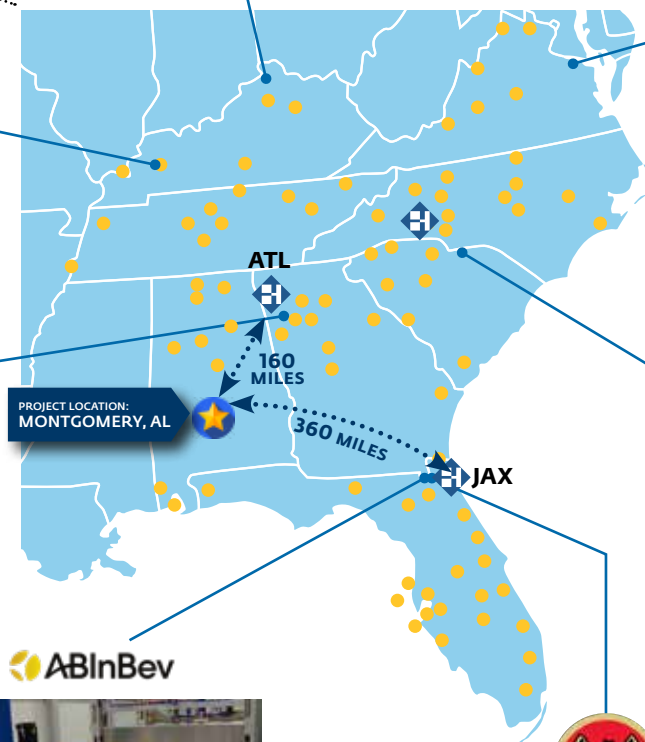 ATL
160
MILES
PROJECT LOCATION:
MONTGOMERY, AL
360 MILES
JAX
ABInBev